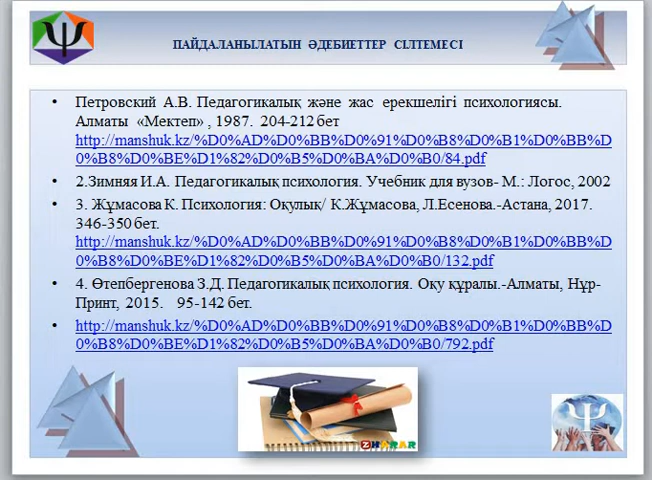 ПАЙДАЛАНЫЛАТЫН ӘДЕБИЕТТЕР СІЛТЕМЕСІ
• Петровский А.В. Педагогикалық және жас ерекшелігі психологиясы.
Алматы «Мектеп» , 1987. 204-212 бет
http://manshuk.kz/%D0%AD%D0%BB%D0%91%D0%B8%D0%B1%D0%BB%D
0%B8%D0%BE%D1%82%D0%B5%D0%BA%D0%B0/84.pdf
• 2.Зимняя И.А. Педагогикалық психология. Учебник для вузов- М.: Логос, 2002
• 3. Жұмасова К. Психология: Оқулық/ К.Жұмасова, Л.Есенова.-Астана, 2017.
346-350 бет.
http://manshuk.kz/%D0%AD%D0%BB%D0%91%D0%B8%D0%B1%D0%BB%D
0%B8%D0%BE%D1%82%D0%B5%D0%BA%D0%B0/132.pdf
• 4. Өтепбергенова З.Д. Педагогикалық психология. Оқу құралы.-Алматы, Нұр-
Принт, 2015. 95-142 бет.
• http://manshuk.kz/%D0%AD%D0%BB%D0%91%D0%B8%D0%B1%D0%BB%D
0%B8%D0%BE%D1%82%D0%B5%D0%BA%D0%B0/792.pdf
ZHARAR